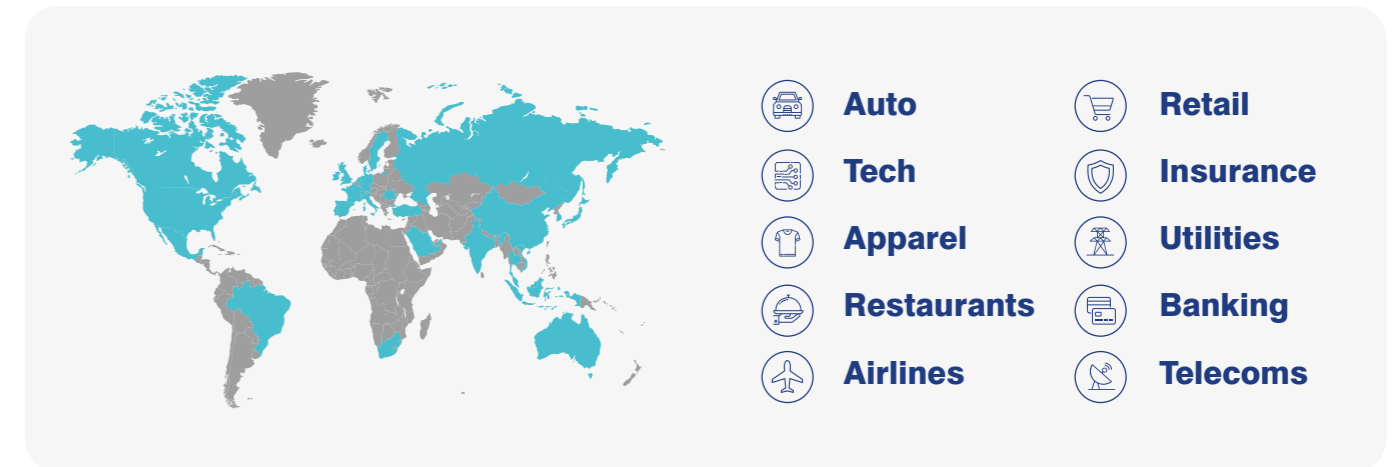 Auto
Tech
Apparel
Restaurants
Airlines
Retail
Insurance
Utilities
Banking
Telecoms